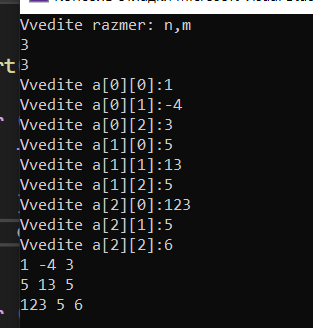 Vvedite razmer: n,m
3
3
Vvedite a[0][0]:1
Vvedite a[0][1]:-4
Vvedite a[0][2]:3
Vvedite a[1][0]:5
Vvedite a[1][1]:13
Vvedite a[1][2]:5
Vvedite a[2][0]:123
Vvedite a[2][1]:5
Vvedite a[2][2]:6
1 -4 3
5 13 5
123 5 6